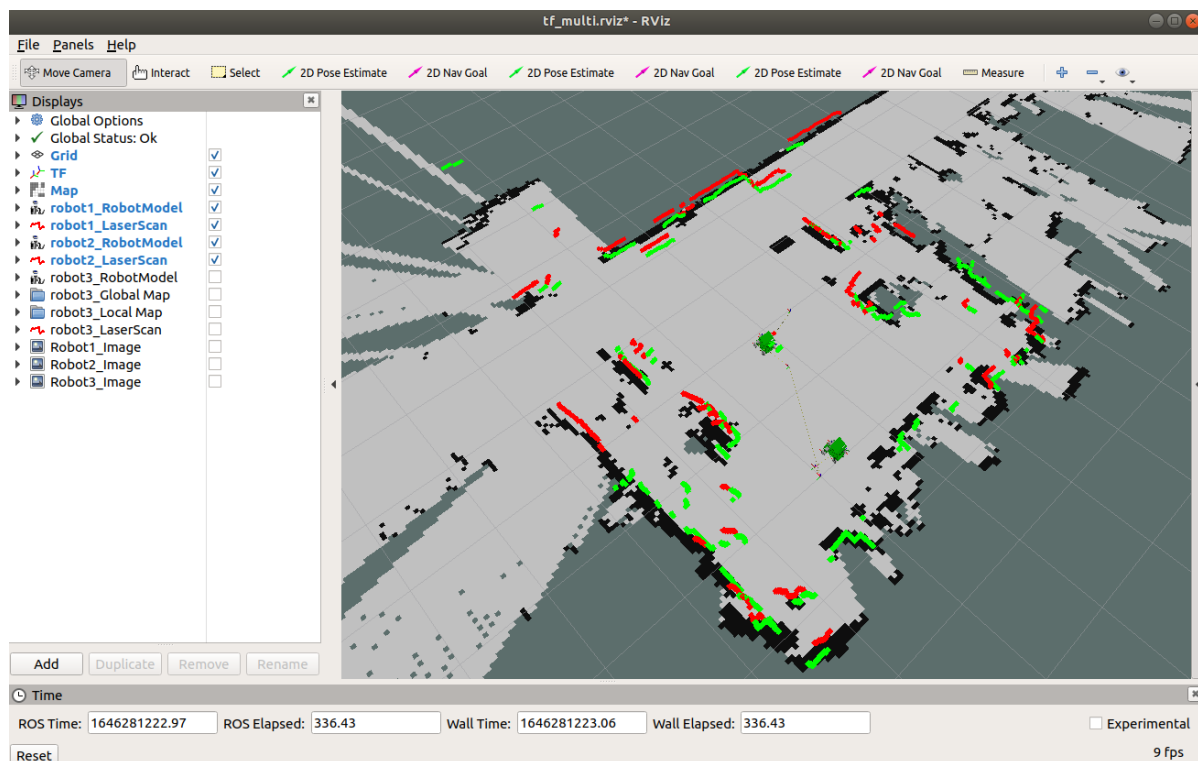 tf_multi.rviz* - RViz
File Panels Help
Move Camera Interact Select 2D Pose Estimate 2D Nav Goal 2D Pose Estimate 2D Nav Goal 2D Pose Estimate 2D Nav Goal Measure
Displays
Global Options
Global Status: Ok
Grid
TF
Map
robot1_RobotModel
robot1_LaserScan
robot2_RobotModel
robot2_LaserScan
robot3_RobotModel
robot3_Global Map
robot3_Local Map
robot3_LaserScan
Robot1_Image
Robot2_Image
Robot3_Image
Add Duplicate Remove Rename
Time
ROS Time: 1646281222.97 ROS Elapsed: 336.43 Wall Time: 1646281223.06 Wall Elapsed: 336.43 Experimental
Reset 9 fps